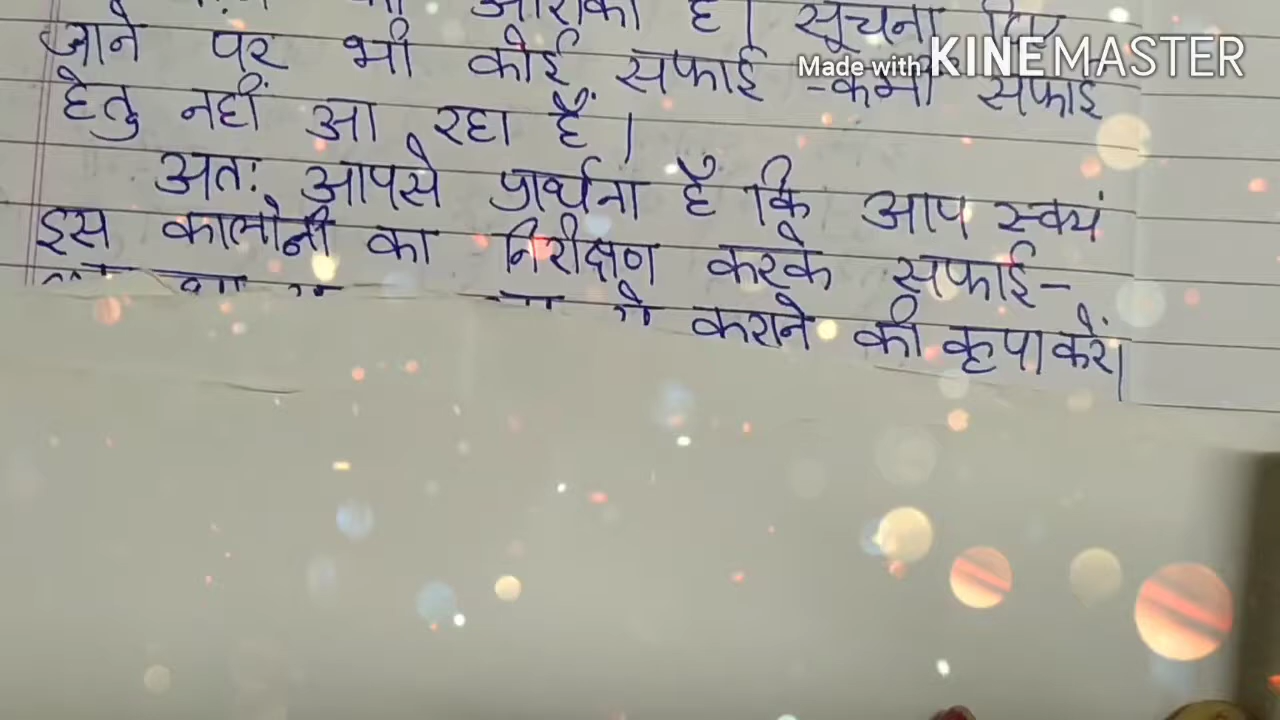 आशंका है। सूचना दिए
जाने पर भी कोई सफाई-कर्मी सफाई
हेतु नहीं आ रहा है।
अतः आपसे प्रार्थना है कि आप स्वयं
इस कालोनी का निरीक्षण करके सफाई-
कराने की कृपा करें।
Made with KINEMASTER